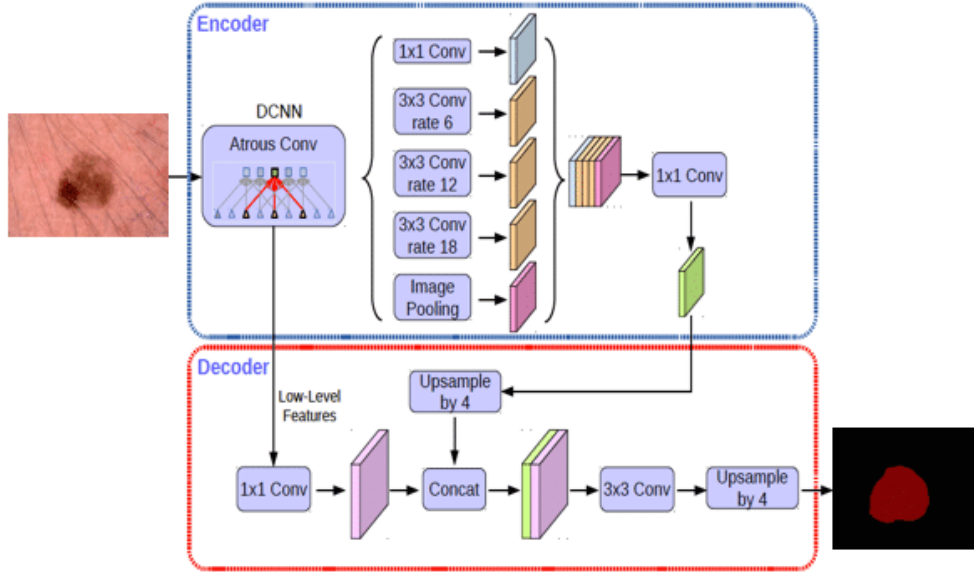 Encoder
DCNN
Atrous Conv
1x1 Conv
3x3 Conv
rate 6
3x3 Conv
rate 12
3x3 Conv
rate 18
Image
Pooling
1x1 Conv
Decoder
Low-Level
Features
Upsample
by 4
1x1 Conv
Concat
3x3 Conv
Upsample
by 4